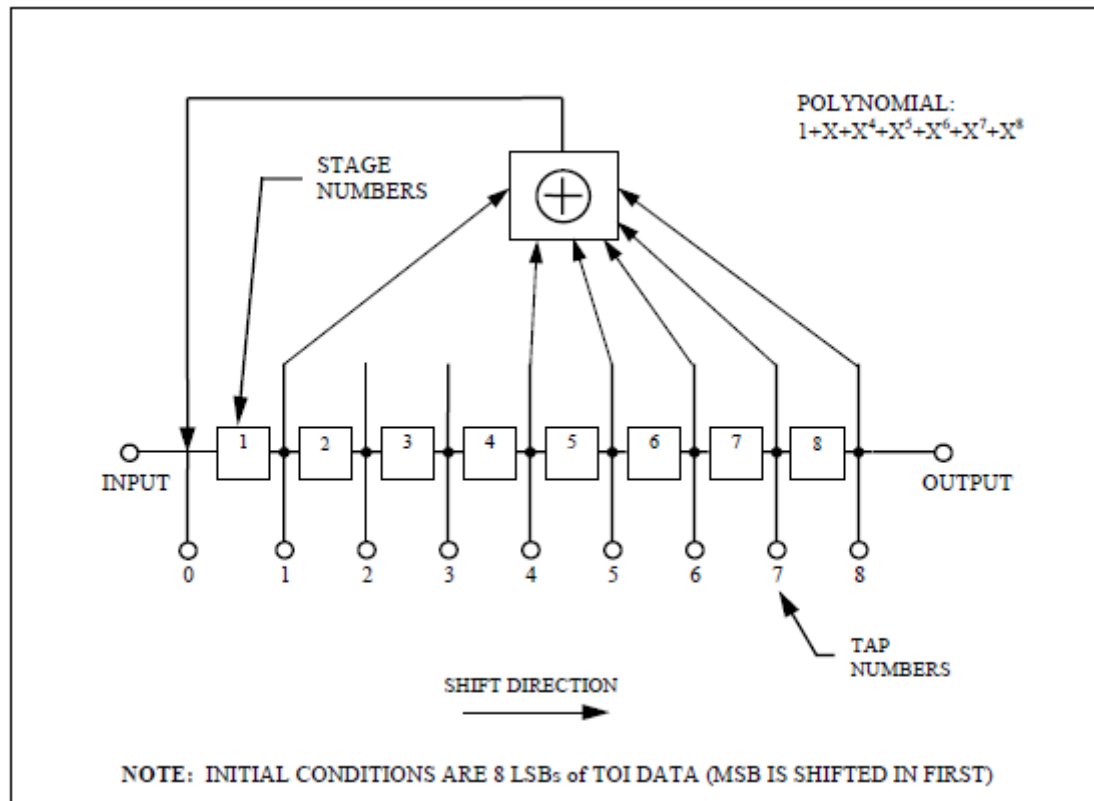 POLYNOMIAL:
1+X+X⁴+X⁵+X⁶+X⁷+X⁸
STAGE
NUMBERS
1 2 3 4 5 6 7 8
INPUT
OUTPUT
0 1 2 3 4 5 6 7 8
TAP
NUMBERS
SHIFT DIRECTION
NOTE: INITIAL CONDITIONS ARE 8 LSBs of TOI DATA (MSB IS SHIFTED IN FIRST)